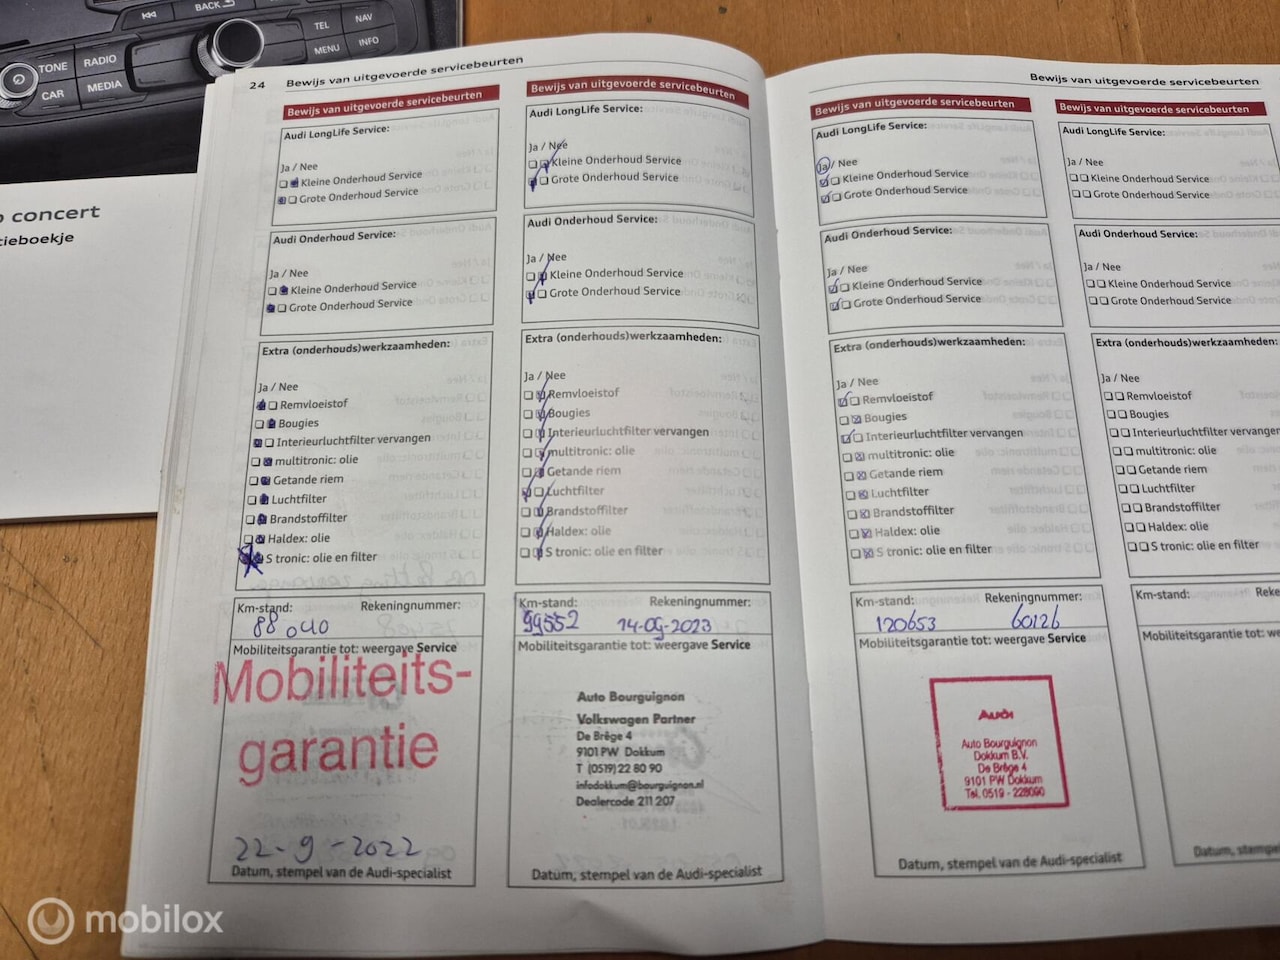 BACK
TEL
NAV
MENU
INFO
TONE
RADIO
CAR
MEDIA
concert
tieboekje
24
Bewijs van uitgevoerde servicebeurten
Bewijs van uitgevoerde servicebeurten
Audi LongLife Service:
Ja / Nee
Kleine Onderhoud Service
Grote Onderhoud Service
Audi Onderhoud Service:
Ja / Nee
Kleine Onderhoud Service
Grote Onderhoud Service
Extra (onderhouds)werkzaamheden:
Ja / Nee
Remvloeistof
Bougies
Interieurluchtfilter vervangen
multitronic: olie
Getande riem
Luchtfilter
Brandstoffilter
Haldex: olie
S tronic: olie en filter
Km-stand: Rekeningnummer:
88 040
Mobiliteitsgarantie tot: weergave Service
Mobiliteits-
garantie
22-9-2022
Datum, stempel van de Audi-specialist
Bewijs van uitgevoerde servicebeurten
Audi LongLife Service:
Ja / Nee
Kleine Onderhoud Service
Grote Onderhoud Service
Audi Onderhoud Service:
Ja / Nee
Kleine Onderhoud Service
Grote Onderhoud Service
Extra (onderhouds)werkzaamheden:
Ja / Nee
Remvloeistof
Bougies
Interieurluchtfilter vervangen
multitronic: olie
Getande riem
Luchtfilter
Brandstoffilter
Haldex: olie
S tronic: olie en filter
Km-stand: Rekeningnummer:
99552 14-09-2023
Mobiliteitsgarantie tot: weergave Service
Auto Bourguignon
Volkswagen Partner
De Brêge 4
9101 PW Dokkum
T (0519) 22 80 90
infodokkum@bourguignon.nl
Dealercode 211 207
Datum, stempel van de Audi-specialist
Bewijs van uitgevoerde servicebeurten
Bewijs van uitgevoerde servicebeurten
Audi LongLife Service:
Ja / Nee
Kleine Onderhoud Service
Grote Onderhoud Service
Audi Onderhoud Service:
Ja / Nee
Kleine Onderhoud Service
Grote Onderhoud Service
Extra (onderhouds)werkzaamheden:
Ja / Nee
Remvloeistof
Bougies
Interieurluchtfilter vervangen
multitronic: olie
Getande riem
Luchtfilter
Brandstoffilter
Haldex: olie
S tronic: olie en filter
Km-stand: Rekeningnummer:
120653 60126
Mobiliteitsgarantie tot: weergave Service
Audi
Auto Bourguignon
Dokkum B.V.
De Brêge 4
9101 PW Dokkum
Tel. 0519 - 228090
Datum, stempel van de Audi-specialist
Bewijs van uitgevoerde servicebeurten
Audi LongLife Service:
Ja / Nee
Kleine Onderhoud Service
Grote Onderhoud Service
Audi Onderhoud Service:
Ja / Nee
Kleine Onderhoud Service
Grote Onderhoud Service
Extra (onderhouds)werkzaamheden:
Ja / Nee
Remvloeistof
Bougies
Interieurluchtfilter vervangen
multitronic: olie
Getande riem
Luchtfilter
Brandstoffilter
Haldex: olie
S tronic: olie en filter
Km-stand:
Mobiliteitsgarantie tot: weerg
Datum, stempel
mobilox